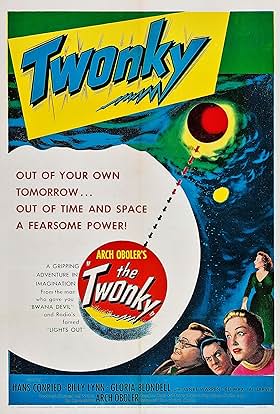 Twonky
OUT OF YOUR OWN
TOMORROW...
OUT OF TIME AND SPACE
A FEARSOME POWER!
ARCH OBOLER'S
"the
Twonky"
A GRIPPING
ADVENTURE IN
IMAGINATION
From the man
who gave you
"BWANA DEVIL"
and Radio's
famed
"LIGHTS OUT"
HANS CONRIED · BILLY LYNN · GLORIA BLONDELL
ARCH OBOLER